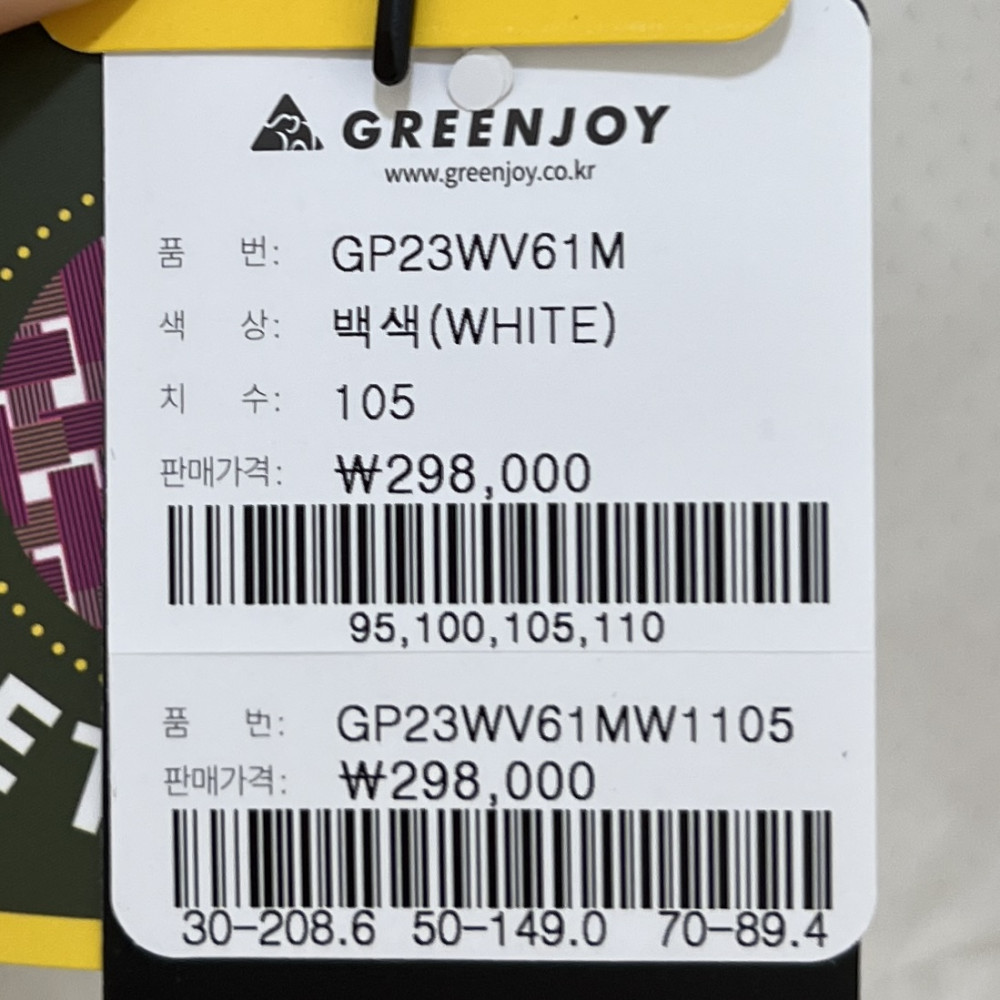 GREENJOY
www.greenjoy.co.kr
품 번: GP23WV61M
색 상: 백색(WHITE)
치 수: 105
판매가격: ₩298,000
95,100,105,110
품 번: GP23WV61MW1105
판매가격: ₩298,000
30-208.6 50-149.0 70-89.4